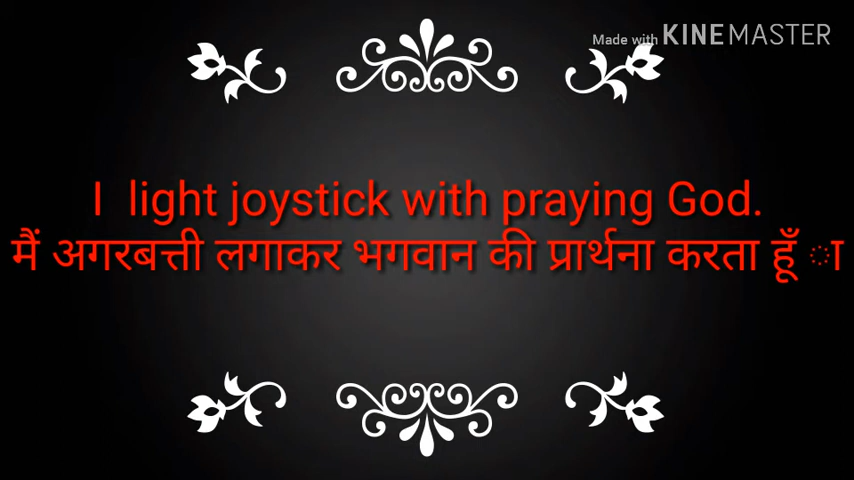 Made with KINEMASTER
I light joystick with praying God.
मैं अगरबत्ती लगाकर भगवान की प्रार्थना करता हूँ ा